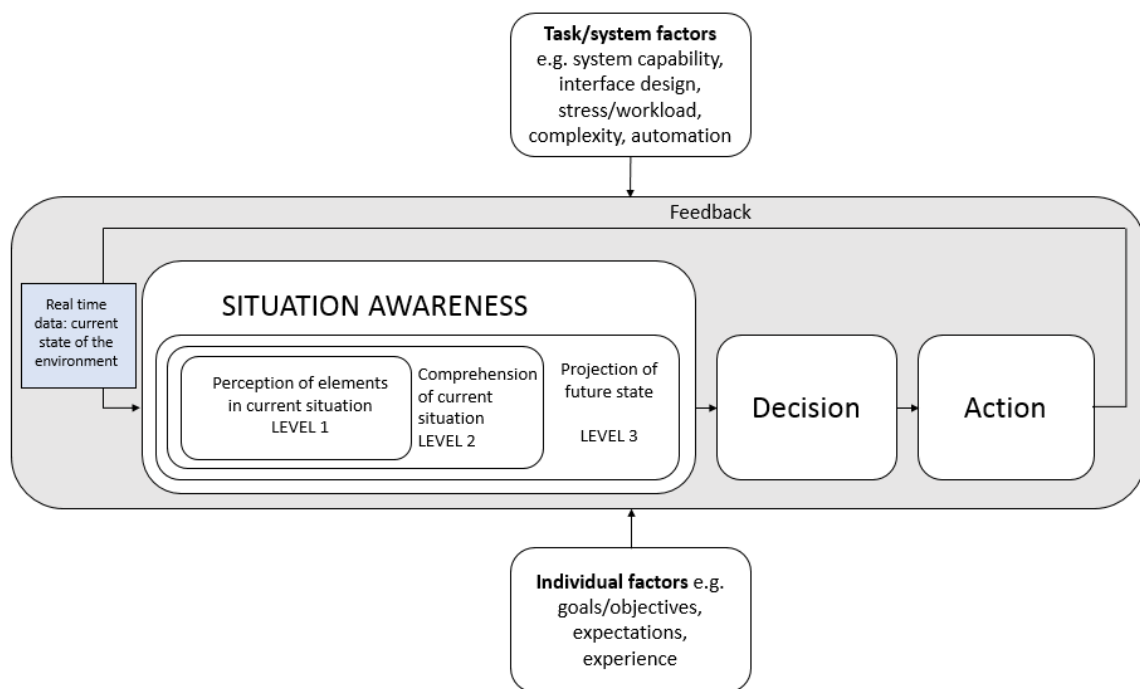 Task/system factors
e.g. system capability,
interface design,
stress/workload,
complexity, automation
Feedback
Real time
data: current
state of the
environment
SITUATION AWARENESS
Perception of elements
in current situation
LEVEL 1
Comprehension
of current
situation
LEVEL 2
Projection of
future state
LEVEL 3
Decision
Action
Individual factors e.g.
goals/objectives,
expectations,
experience